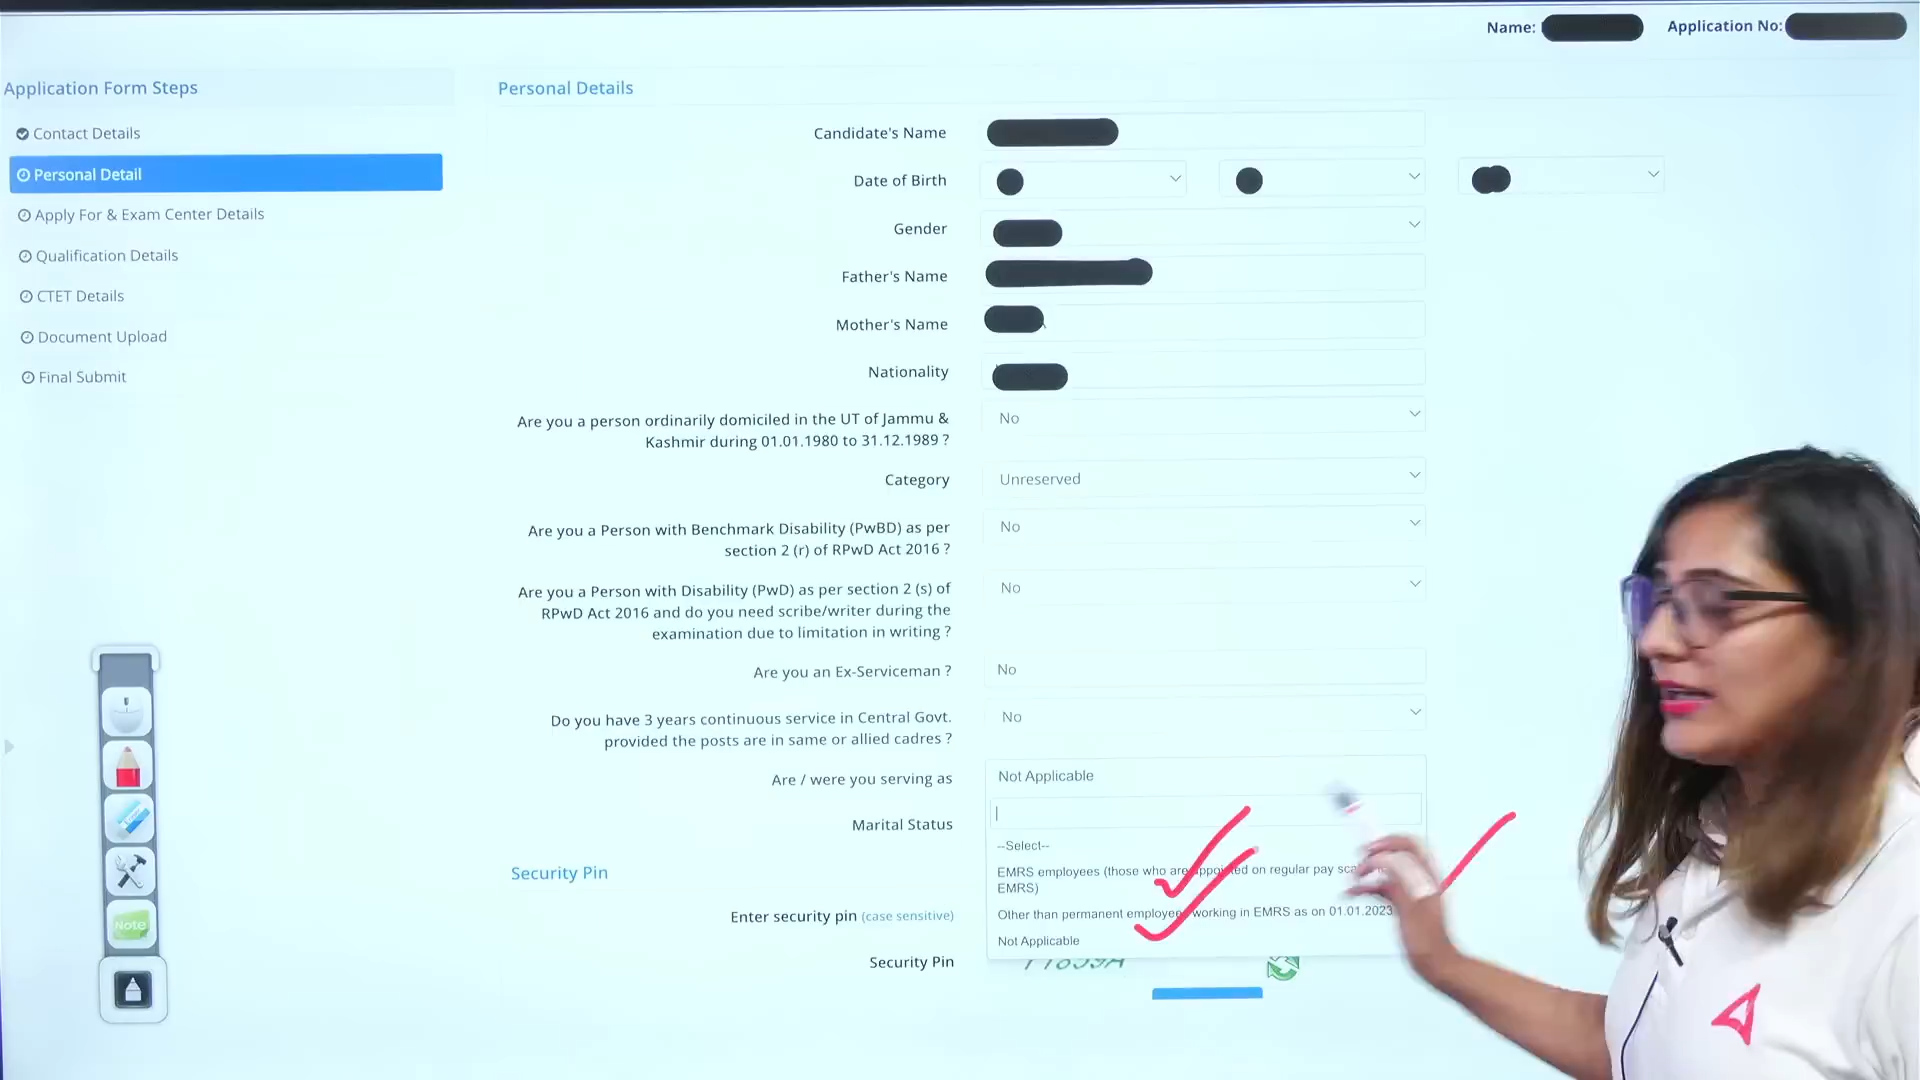 Name: Application No:
Application Form Steps
Contact Details
Personal Detail
Apply For & Exam Center Details
Qualification Details
CTET Details
Document Upload
Final Submit
Personal Details
Candidate's Name
Date of Birth
Gender
Father's Name
Mother's Name
Nationality
Are you a person ordinarily domiciled in the UT of Jammu &
Kashmir during 01.01.1980 to 31.12.1989 ?
No
Category
Unreserved
Are you a Person with Benchmark Disability (PwBD) as per
section 2 (r) of RPwD Act 2016 ?
No
Are you a Person with Disability (PwD) as per section 2 (s) of
RPwD Act 2016 and do you need scribe/writer during the
examination due to limitation in writing ?
No
Are you an Ex-Serviceman ?
No
Do you have 3 years continuous service in Central Govt.
provided the posts are in same or allied cadres ?
No
Are / were you serving as
Not Applicable
Marital Status
--Select--
EMRS employees (those who are appointed on regular pay
EMRS)
Other than permanent employees working in EMRS as on 01.01.2023
Not Applicable
Security Pin
Enter security pin (case sensitive)
Security Pin
Note